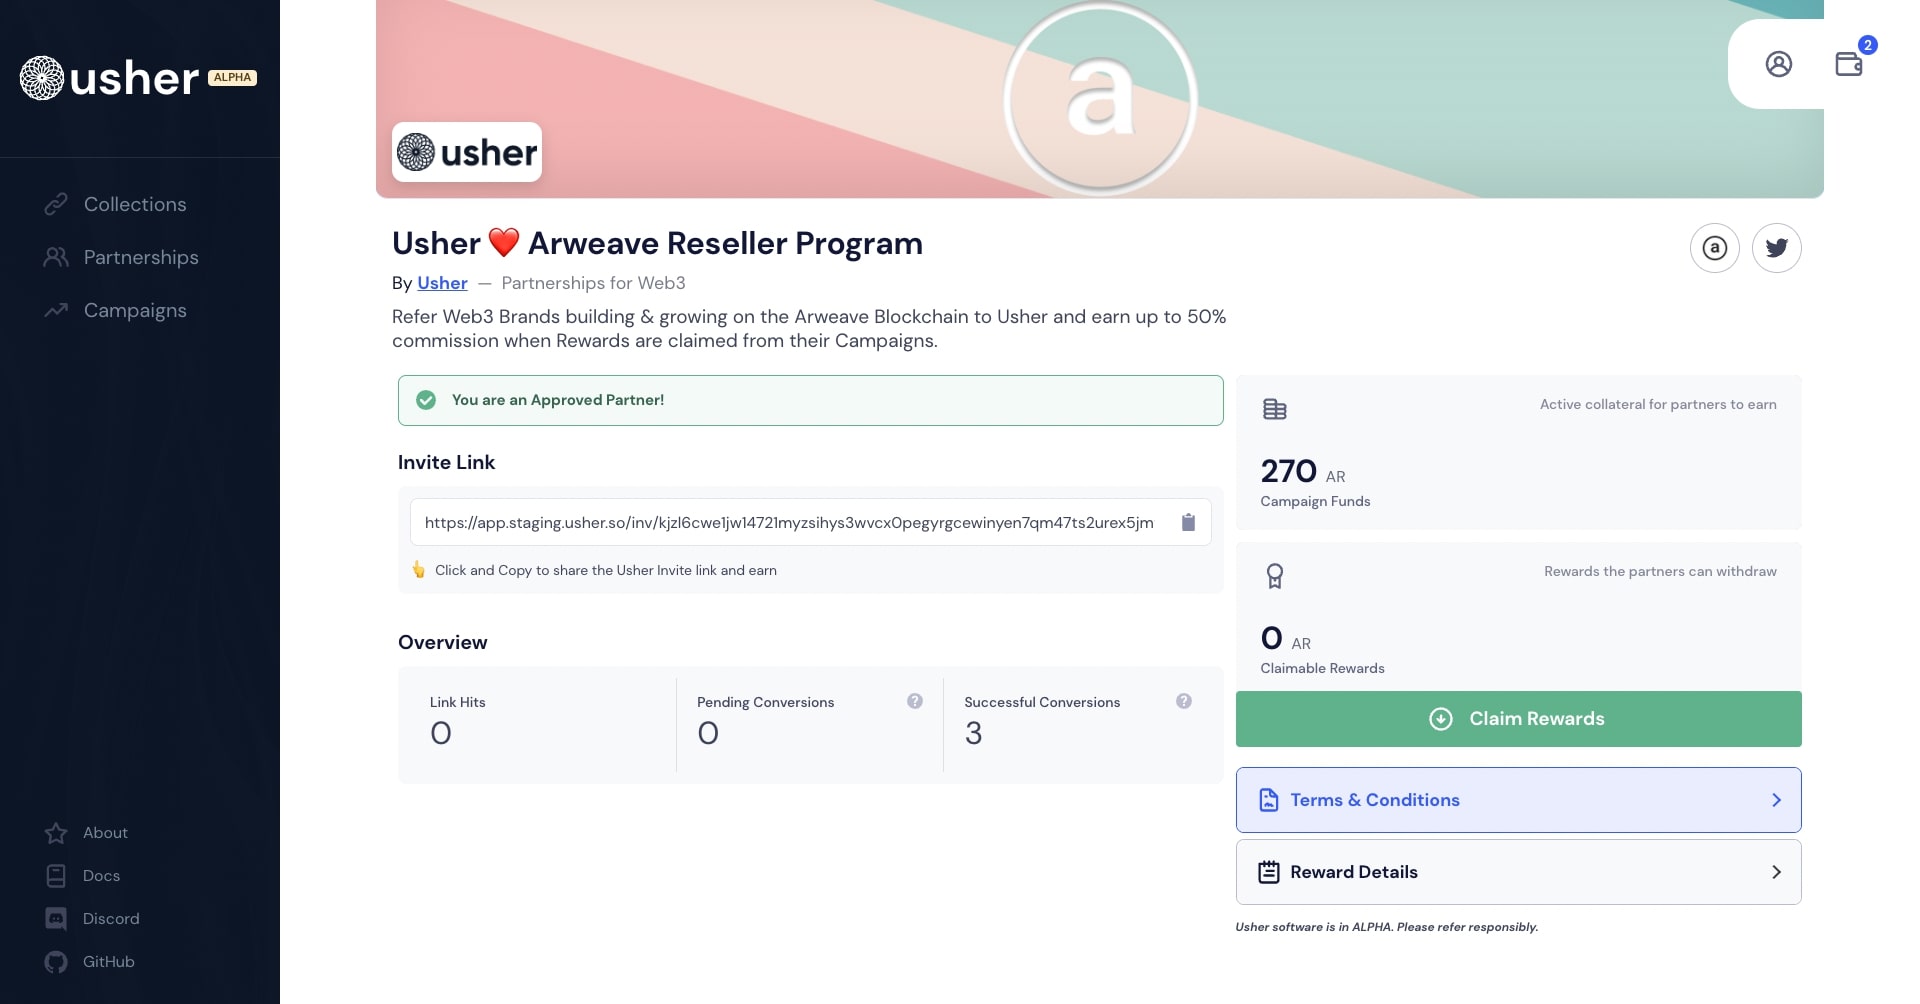 usher ALPHA
Collections
Partnerships
Campaigns
About
Docs
Discord
GitHub
a
usher
2
Usher ❤️ Arweave Reseller Program
By Usher — Partnerships for Web3
Refer Web3 Brands building & growing on the Arweave Blockchain to Usher and earn up to 50%
commission when Rewards are claimed from their Campaigns.
a
You are an Approved Partner!
Invite Link
https://app.staging.usher.so/inv/kjzl6cwe1jw14721myzsihys3wvcx0pegyrgcewinyen7qm47ts2urex5jm
👆 Click and Copy to share the Usher Invite link and earn
Overview
Link Hits
0
Pending Conversions ?
0
Successful Conversions ?
3
Active collateral for partners to earn
270 AR
Campaign Funds
Rewards the partners can withdraw
0 AR
Claimable Rewards
Claim Rewards
Terms & Conditions
Reward Details
Usher software is in ALPHA. Please refer responsibly.